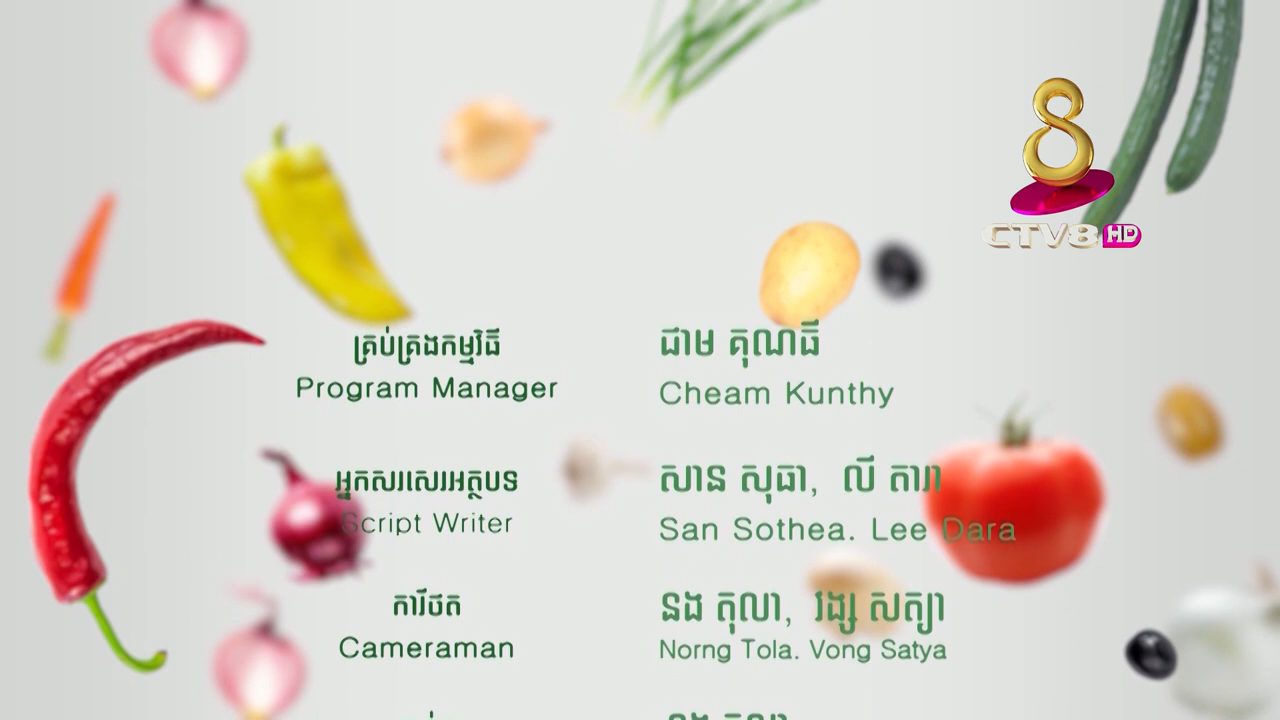 8
CTV8 HD
គ្រប់គ្រងកម្មវិធី
ជាម គុណធី
Program Manager
Cheam Kunthy
អ្នកសរសេរអត្ថបទ
សាន សុធា, លី តារា
Script Writer
San Sothea. Lee Dara
ការីថត
នង តុលា, វង្ស សត្យា
Cameraman
Norng Tola. Vong Satya